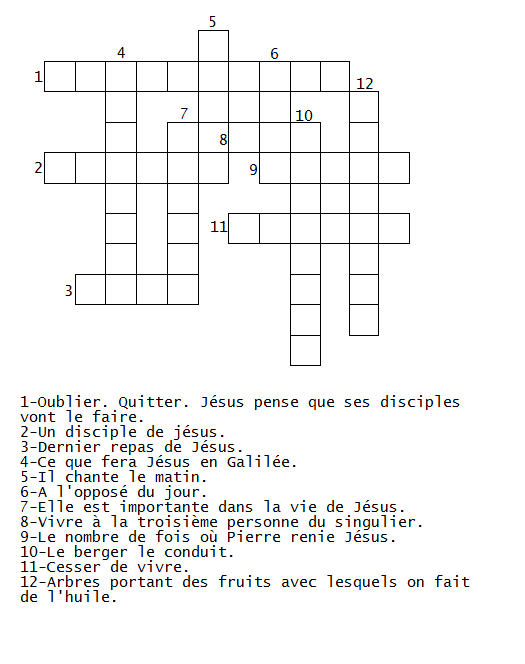 5
4 6
1 12
7 10
8
2 9
11
3
1-Oublier. Quitter. Jésus pense que ses disciples
vont le faire.
2-Un disciple de jésus.
3-Dernier repas de Jésus.
4-Ce que fera Jésus en Galilée.
5-Il chante le matin.
6-A l'opposé du jour.
7-Elle est importante dans la vie de Jésus.
8-Vivre à la troisième personne du singulier.
9-Le nombre de fois où Pierre renie Jésus.
10-Le berger le conduit.
11-Cesser de vivre.
12-Arbres portant des fruits avec lesquels on fait
de l'huile.